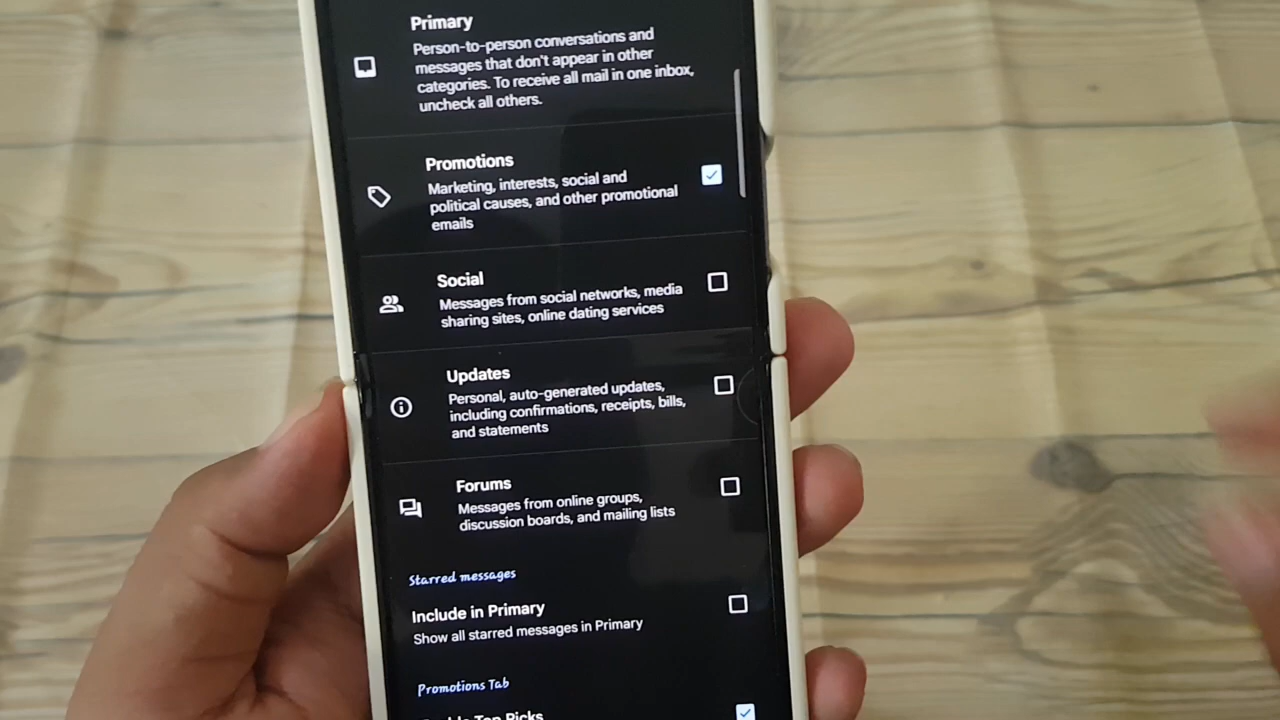 Primary
Person-to-person conversations and
messages that don't appear in other
categories. To receive all mail in one inbox,
uncheck all others.
Promotions
Marketing, interests, social and
political causes, and other promotional
emails
Social
Messages from social networks, media
sharing sites, online dating services
Updates
Personal, auto-generated updates,
including confirmations, receipts, bills,
and statements
Forums
Messages from online groups,
discussion boards, and mailing lists
Starred messages
Include in Primary
Show all starred messages in Primary
Promotions Tab
Top Picks